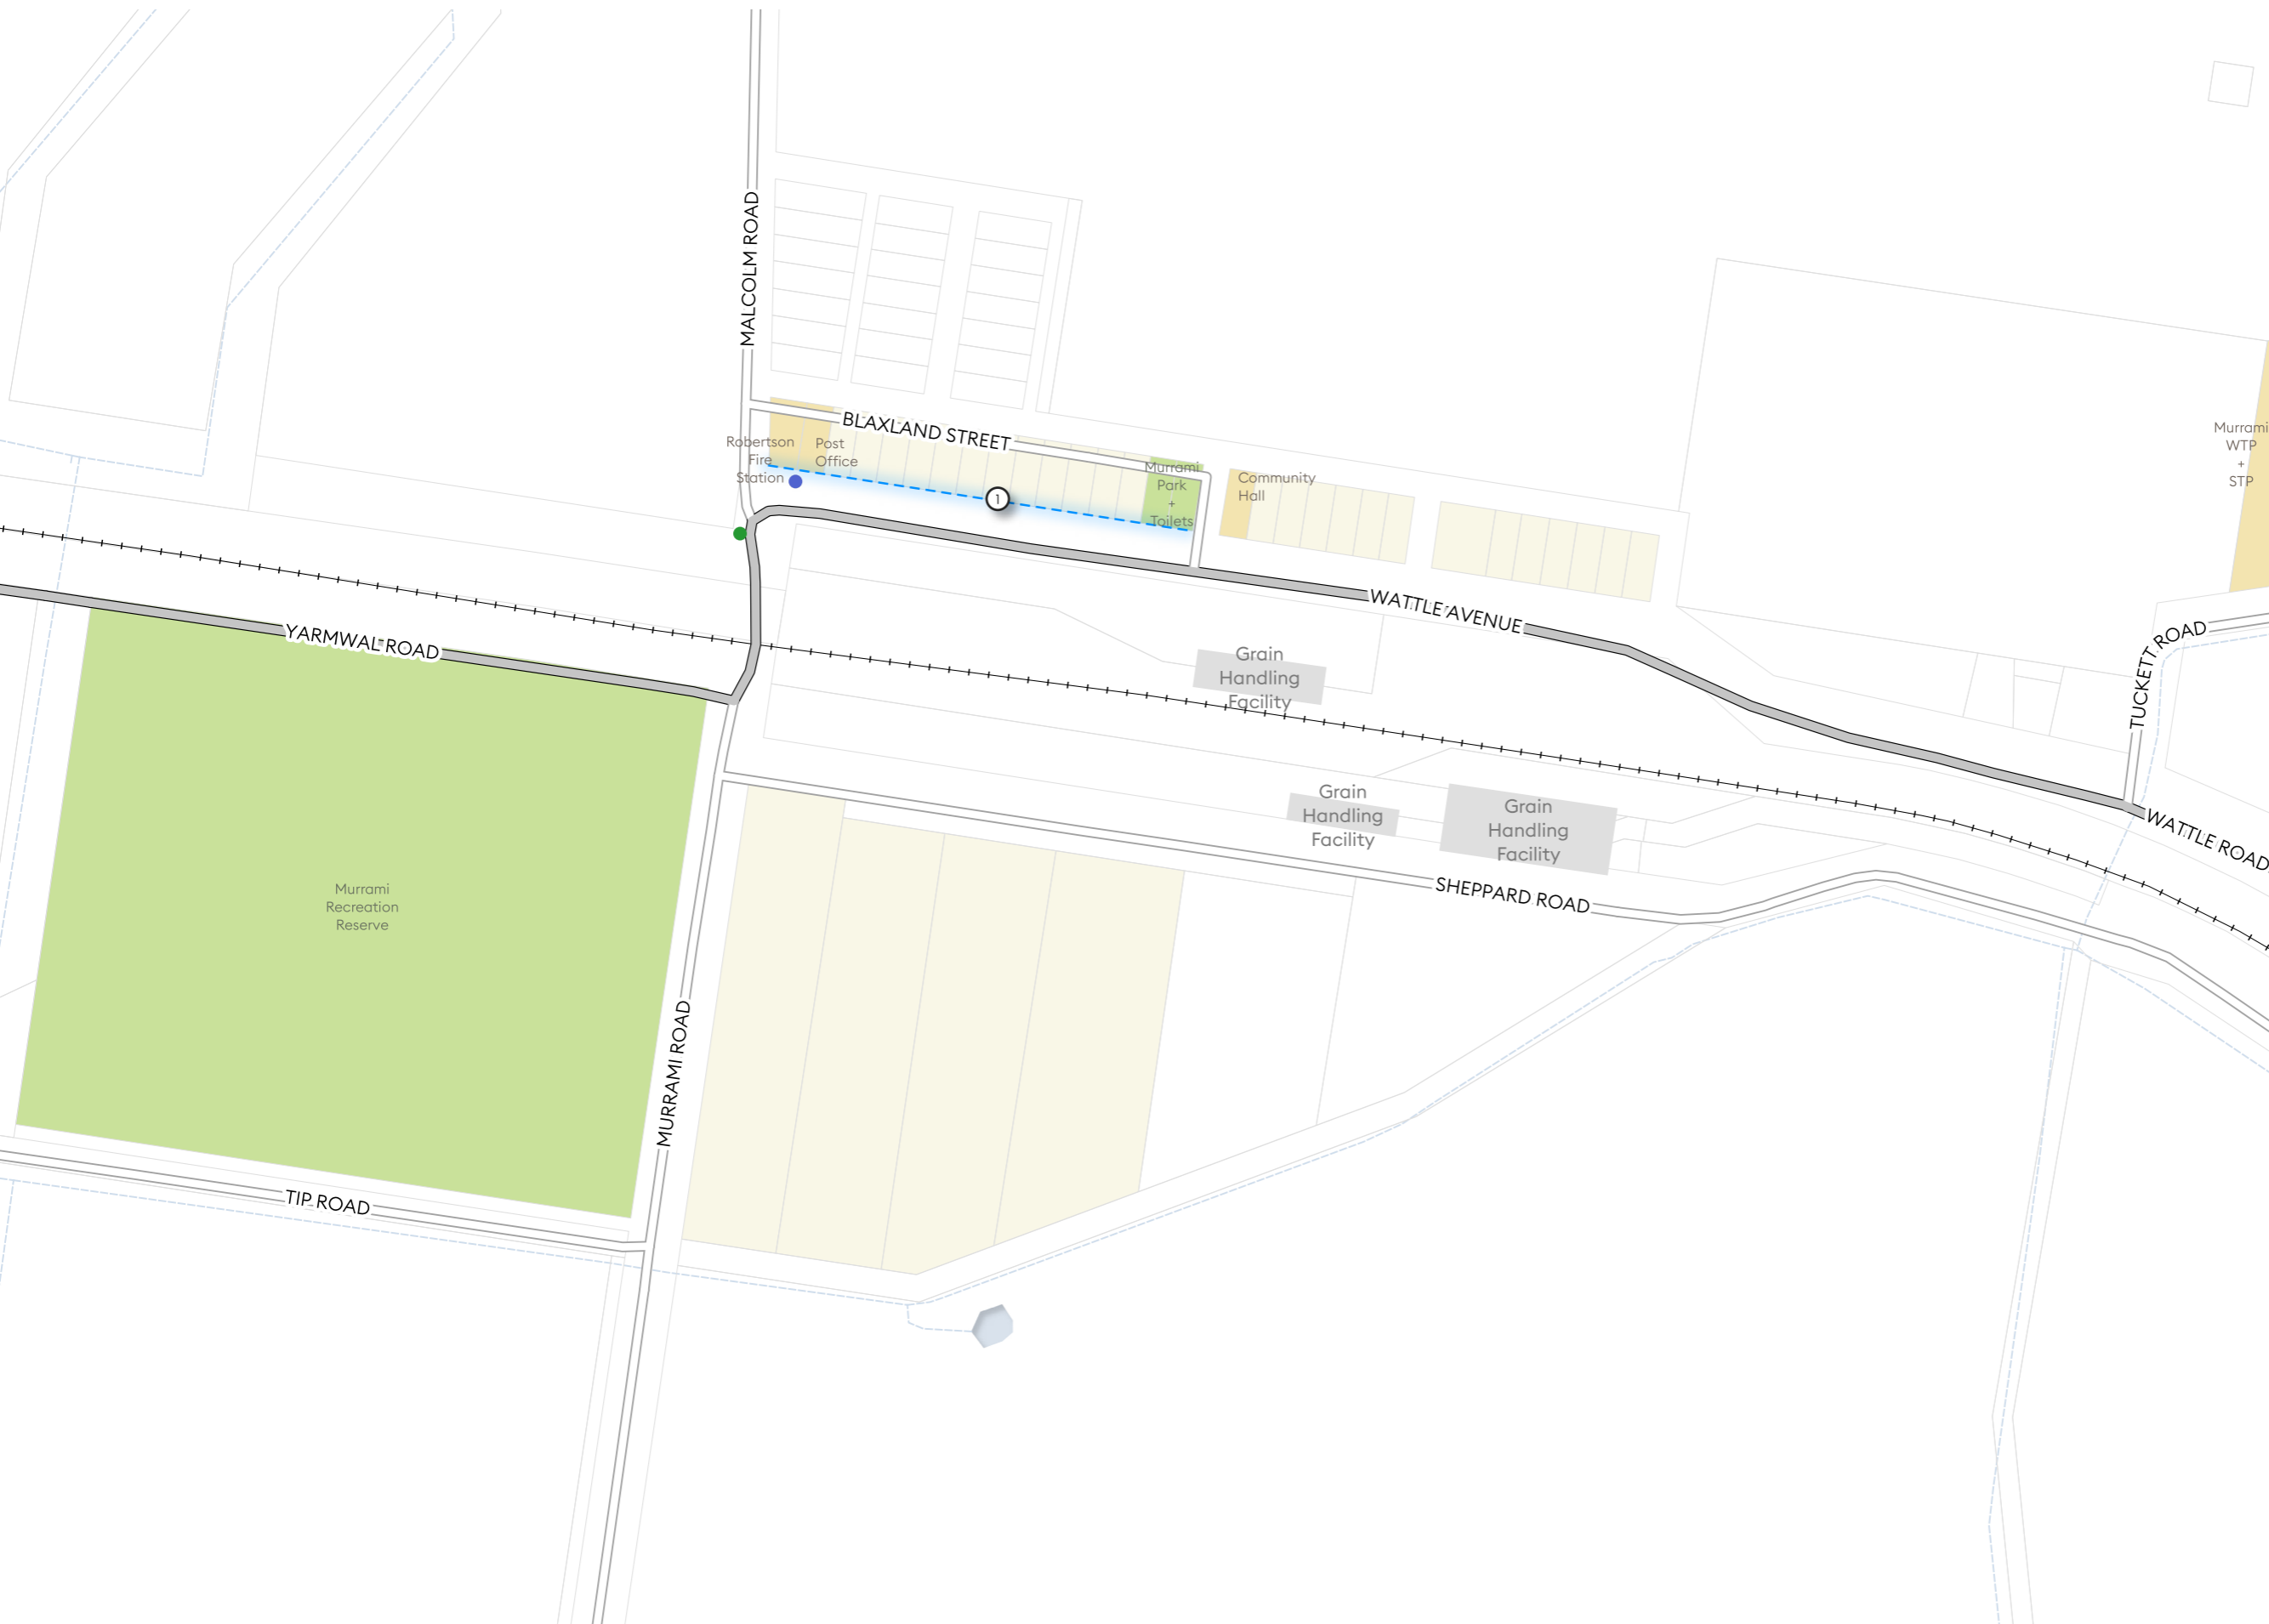 MALCOLM ROAD
BLAXLAND STREET
Robertson
Fire
Station
Post
Office
Murrami
Park
+
Toilets
Community
Hall
1
Murrami
WTP
+
STP
WATTLE AVENUE
TUCKETT ROAD
YARMWAL ROAD
Grain
Handling
Facility
Grain
Handling
Facility
Grain
Handling
Facility
WATTLE ROAD
SHEPPARD ROAD
Murrami
Recreation
Reserve
MURRAMI ROAD
TIP ROAD